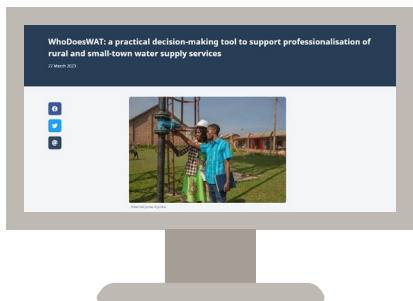 WhoDoesWAT: a practical decision-making tool to support professionalisation of
rural and small-town water supply services
27 March 2023